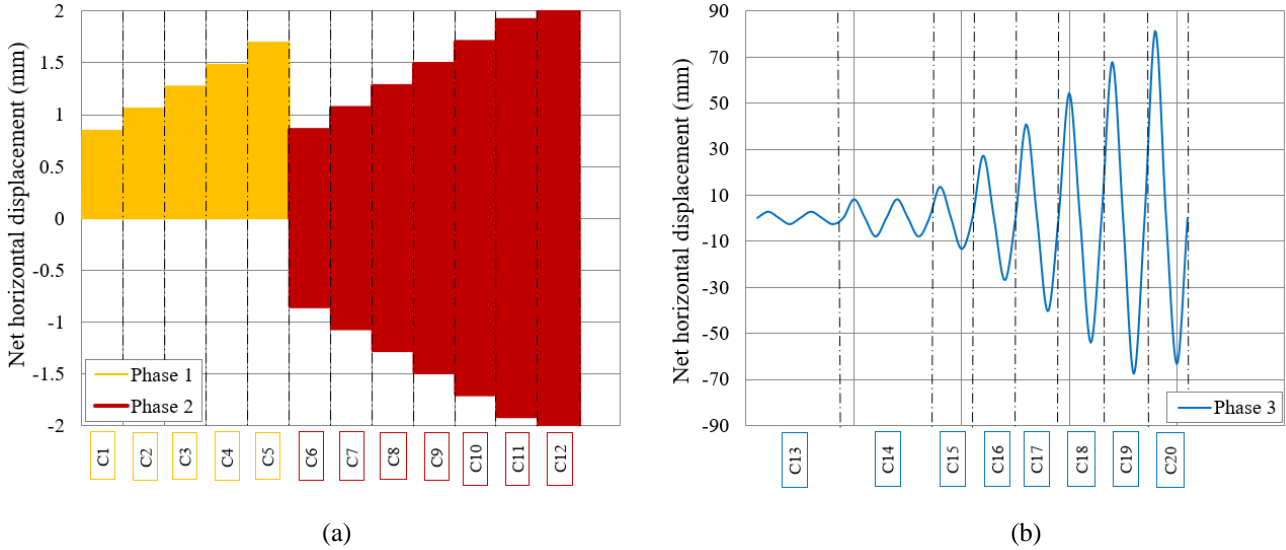 Net horizontal displacement (mm)
2
1.5
1
0.5
0
-0.5
-1
-1.5
-2
Phase 1
Phase 2
C1
C2
C3
C4
C5
C6
C7
C8
C9
C10
C11
C12
(a)
Net horizontal displacement (mm)
90
70
50
30
10
-10
-30
-50
-70
-90
Phase 3
C13
C14
C15
C16
C17
C18
C19
C20
(b)